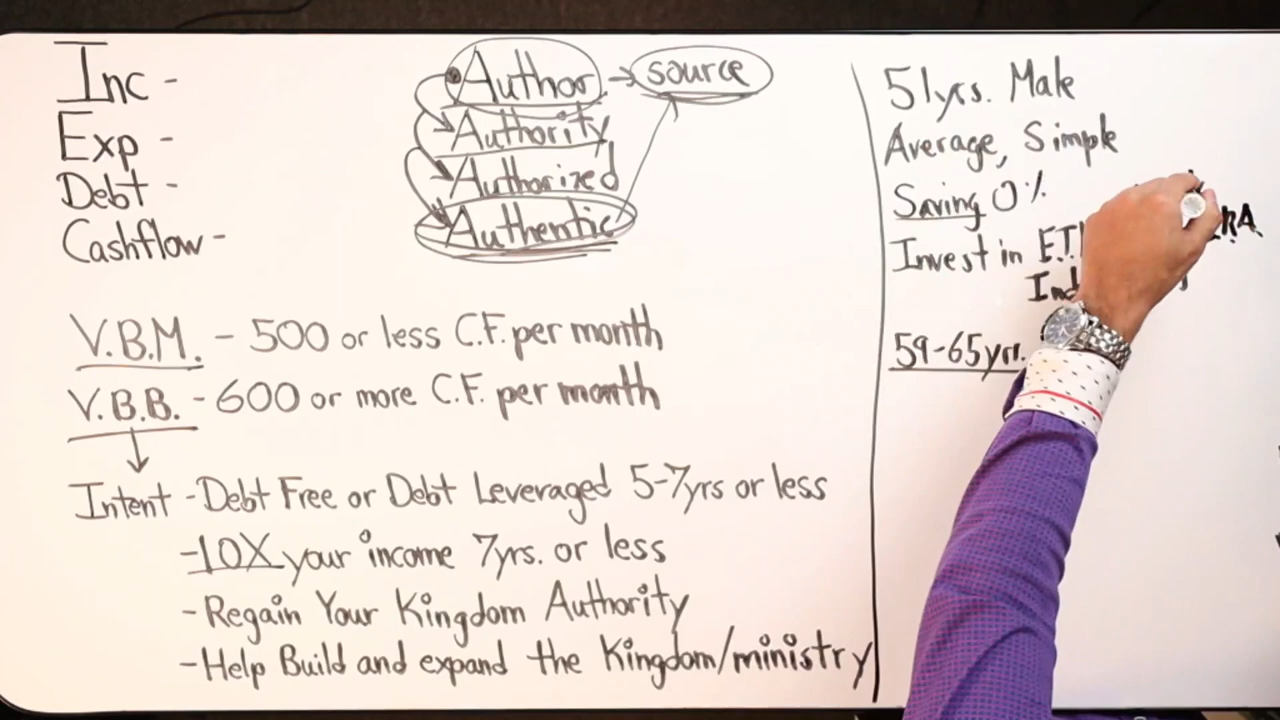 Inc -
Exp -
Debt -
Cashflow -
Author → source
Authority
Authorized
Authentic
V.B.M. - 500 or less C.F. per month
V.B.B. - 600 or more C.F. per month
Intent - Debt Free or Debt Leveraged 5-7yrs or less
-10X your income 7yrs. or less
-Regain Your Kingdom Authority
-Help Build and expand the Kingdom/ministry
51yrs. Male
Average, Simple
Saving 0%
Invest in
59-65yr.